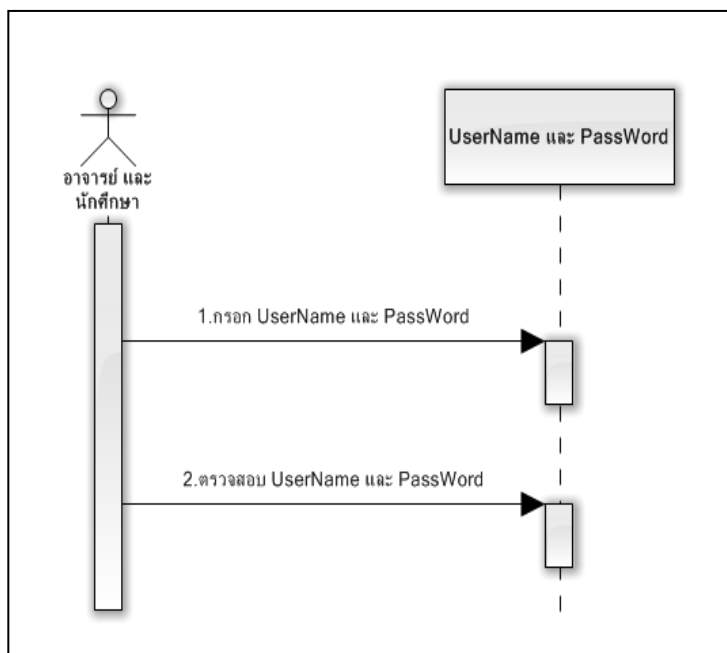 UserName และ PassWord
อาจารย์ และ
นักศึกษา
1.กรอก UserName และ PassWord
2.ตรวจสอบ UserName และ PassWord